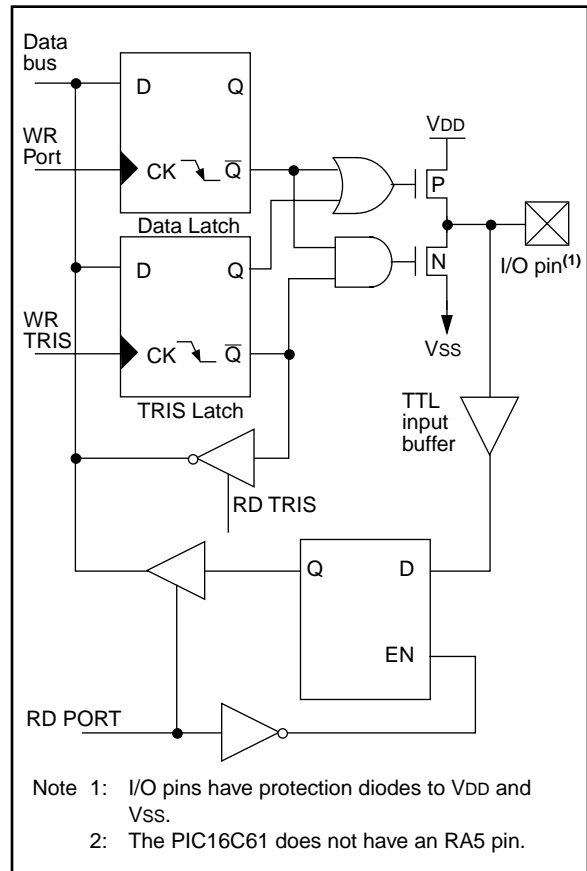 Data
bus
D Q
WR
Port
CK Q
Data Latch
VDD
P
D Q
N
I/O pin(1)
WR
TRIS
CK Q
TRIS Latch
VSS
TTL
input
buffer
RD TRIS
Q D
EN
RD PORT
Note 1: I/O pins have protection diodes to VDD and
VSS.
2: The PIC16C61 does not have an RA5 pin.